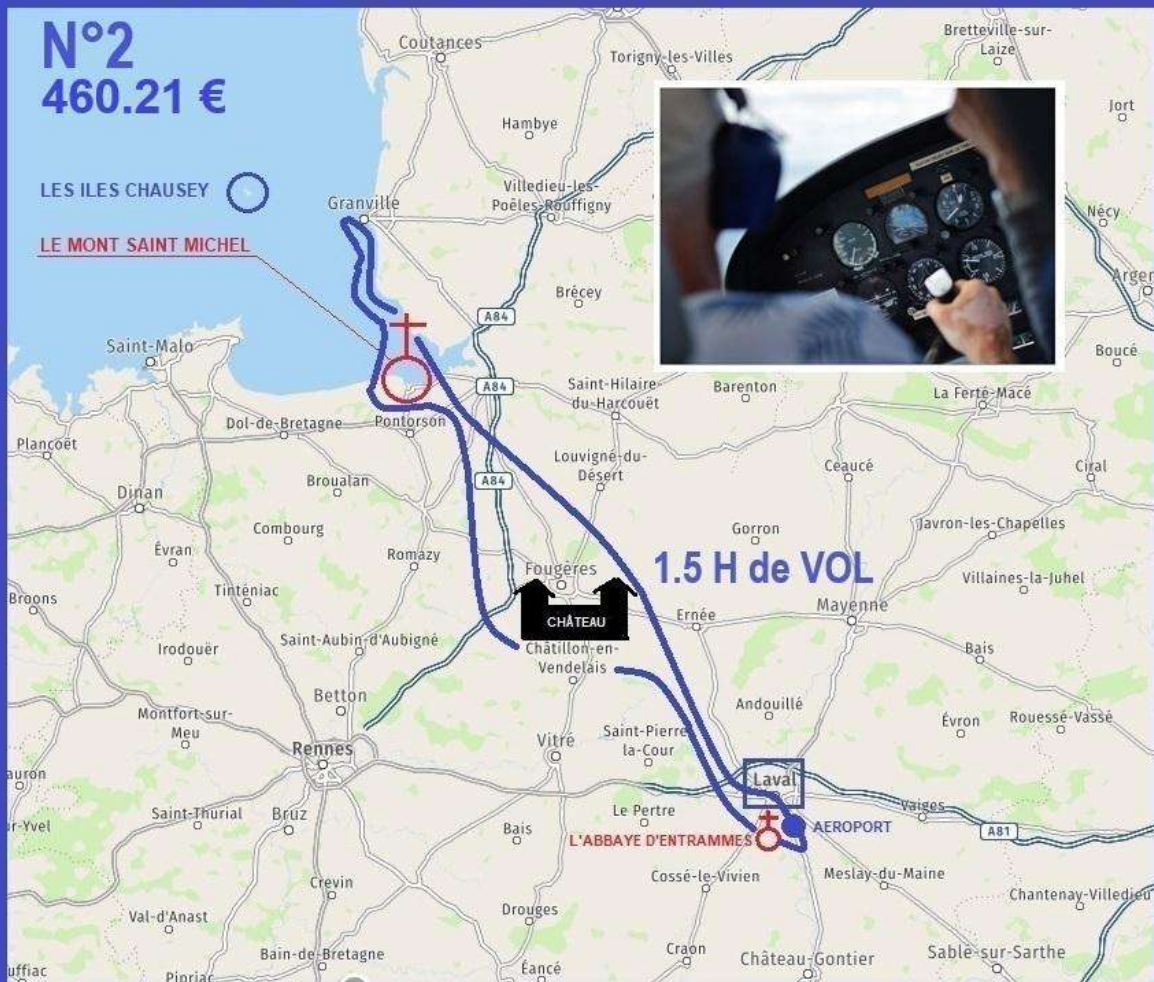 N°2
460.21 €
Coutances
Torigny-les-Villes
Bretteville-sur-
Laize
Jort
Hambye
LES ILES CHAUSEY
Granville
Villedieu-les-
Poêles-Rouffigny
Nécy
LE MONT SAINT MICHEL
Argen
Brécey
A84
Saint-Malo
Boucé
A84
Saint-Hilaire-
du-Harcouët
Barenton
La Ferté-Macé
Dol-de-Bretagne
Pontorson
Plancoët
Louvigné-du-
Désert
Ceaucé
Ciral
Broualan
A84
Dinan
Combourg
Gorron
Javron-les-Chapelles
Évran
Romazy
Fougères
1.5 H de VOL
Villaines-la-Juhel
Broons
Tinténiac
Ernée
Mayenne
CHÂTEAU
Saint-Aubin-d'Aubigné
Irodouër
Châtillon-en-
Vendelais
Bais
Betton
Andouillé
Montfort-sur-
Meu
Saint-Pierre
la-Cour
Évron
Rouessé-Vassé
Rennes
Vitré
Laval
auron
Saint-Thurial
Bruz
Le Pertre
Vaiges
r-Yvel
Bais
AEROPORT
A81
L'ABBAYE D'ENTRAMMES
Cossé-le-Vivien
Meslay-du-Maine
Crevin
Chantenay-Villedieu
Val-d'Anast
Drouges
Bain-de-Bretagne
Craon
Château-Gontier
Sablé-sur-Sarthe
uffiac
Pipriac
Éancé